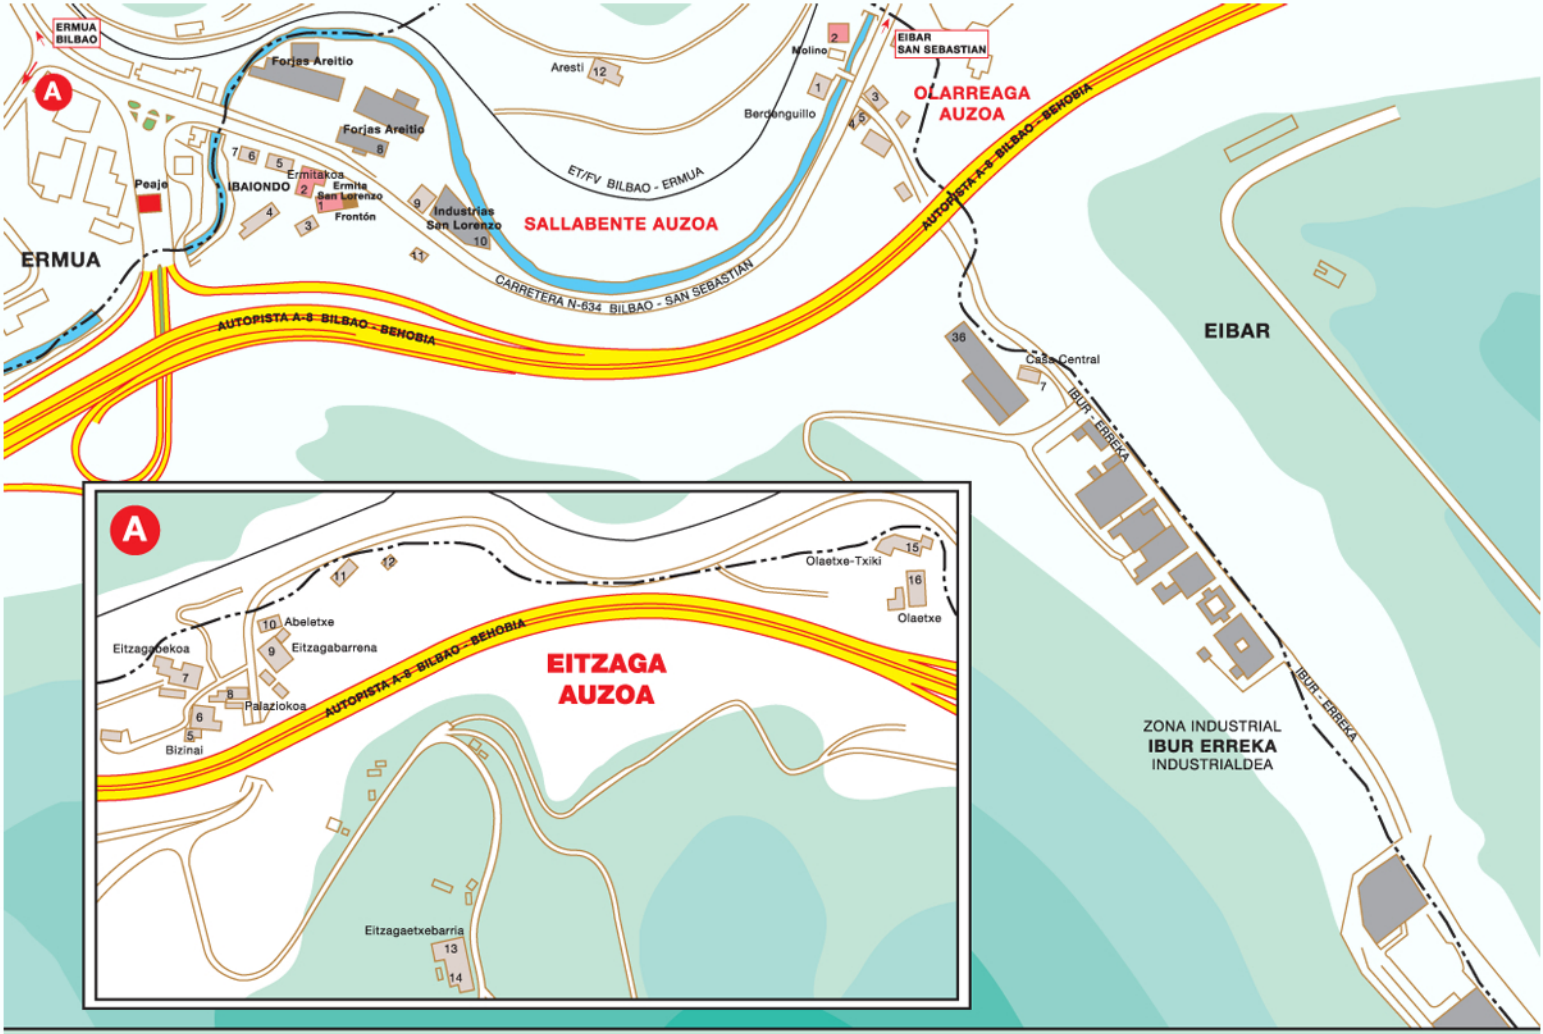 ERMUA
BILBAO
A
Forjas Areitio
Forjas Areitio
8
Aresti
12
2
Molino
EIBAR
SAN SEBASTIAN
1
Berdenguillo
3
5
4
OLARREAGA
AUZOA
7
6
5
Ermitakoa
2
IBAIONDO
Ermita
San Lorenzo
1
Frontón
4
3
Peaje
9
Industrias
San Lorenzo
10
11
ET/FV BILBAO - ERMUA
SALLABENTE AUZOA
ERMUA
CARRETERA N-634 BILBAO - SAN SEBASTIAN
AUTOPISTA A-8 BILBAO - BEHOBIA
AUTOPISTA A-8 BILBAO - BEHOBIA
EIBAR
36
Casa Central
7
IBUR - ERREKA
IBUR - ERREKA
ZONA INDUSTRIAL
IBUR ERREKA
INDUSTRIALDEA
A
11
12
Olaetxe-Txiki
15
16
Olaetxe
10
Abeletxe
9
Eitzagabarrena
Eitzagabekoa
7
8
Palaziokoa
6
5
Bizinai
AUTOPISTA A-8 BILBAO - BEHOBIA
EITZAGA
AUZOA
Eitzagaetxebarria
13
14